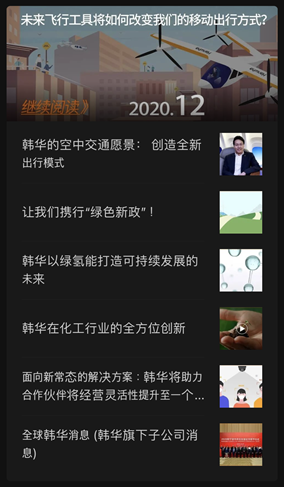 未来飞行工具将如何改变我们的移动出行方式?
继续阅读》
2020.12
韩华的空中交通愿景： 创造全新
出行模式
让我们携行“绿色新政”！
韩华以绿氢能打造可持续发展的
未来
韩华在化工行业的全方位创新
面向新常态的解决方案：韩华将助力
合作伙伴将经营灵活性提升至一个...
全球韩华消息 (韩华旗下子公司消
息)